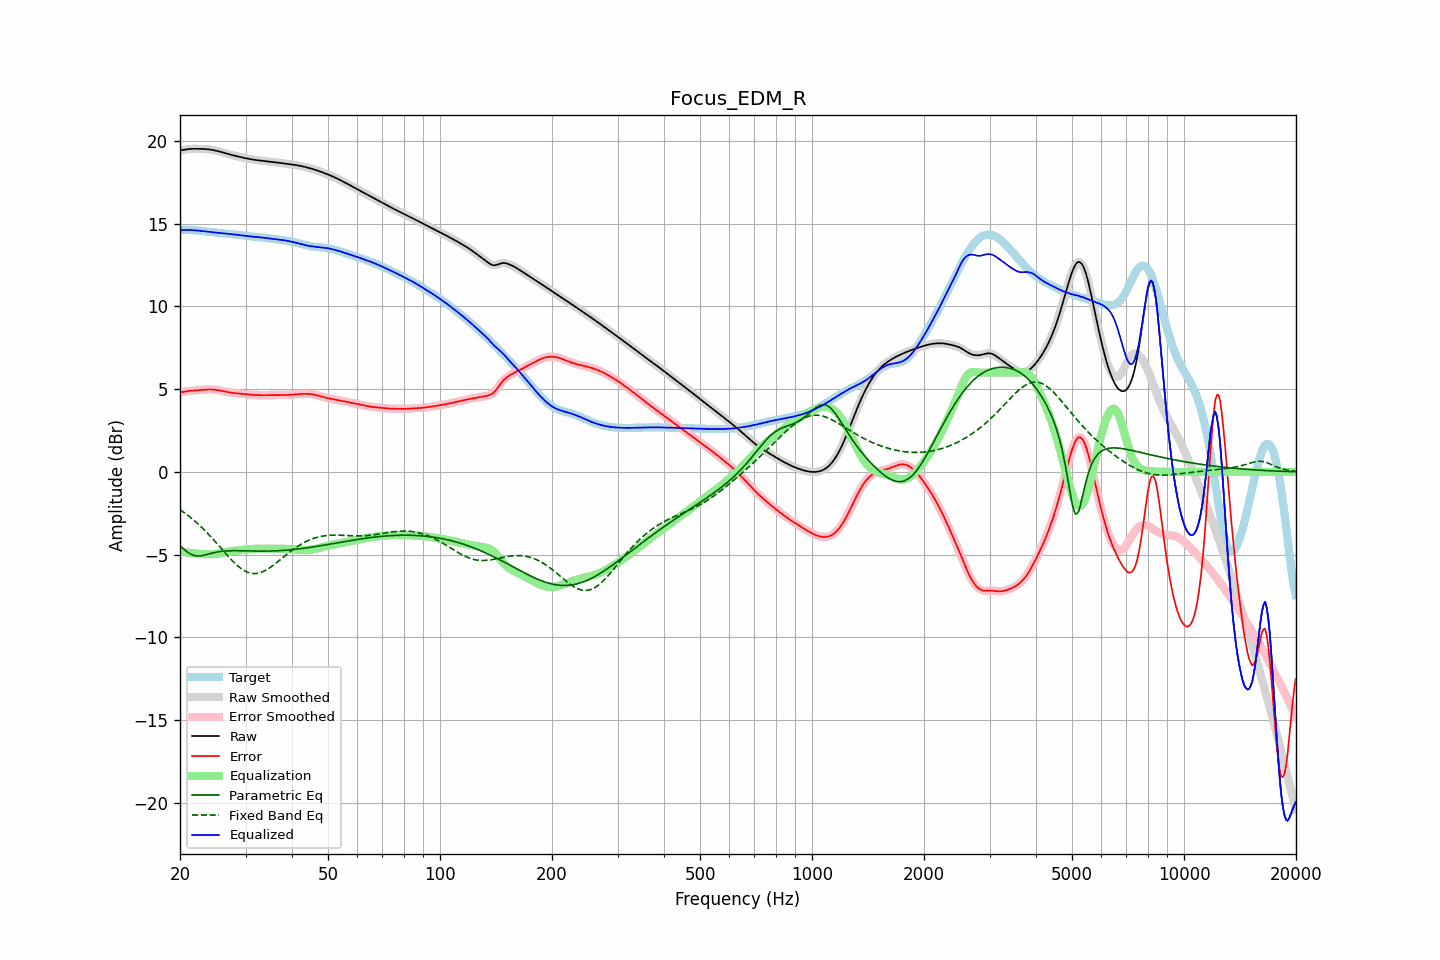 Focus_EDM_R
Amplitude (dBr)
20
15
10
5
0
−5
−10
−15
−20
Target
Raw Smoothed
Error Smoothed
Raw
Error
Equalization
Parametric Eq
Fixed Band Eq
Equalized
20 50 100 200 500 1000 2000 5000 10000 20000
Frequency (Hz)